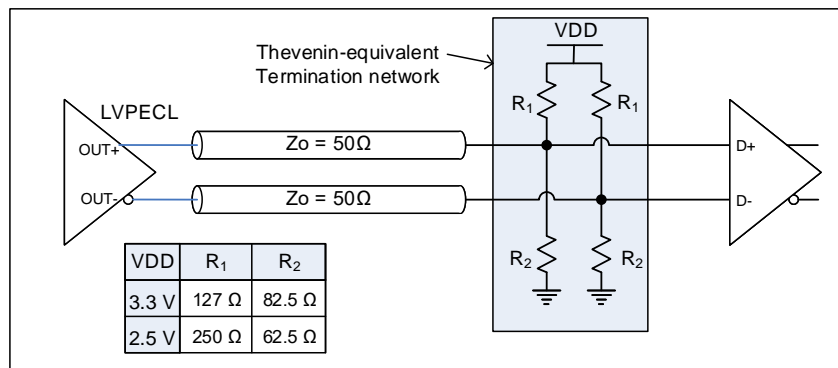 VDD
Thevenin-equivalent
Termination network
R1 R1
LVPECL
OUT+ Zo = 50Ω D+
OUT- Zo = 50Ω D-
R2 R2
VDD R1 R2
3.3 V 127 Ω 82.5 Ω
2.5 V 250 Ω 62.5 Ω